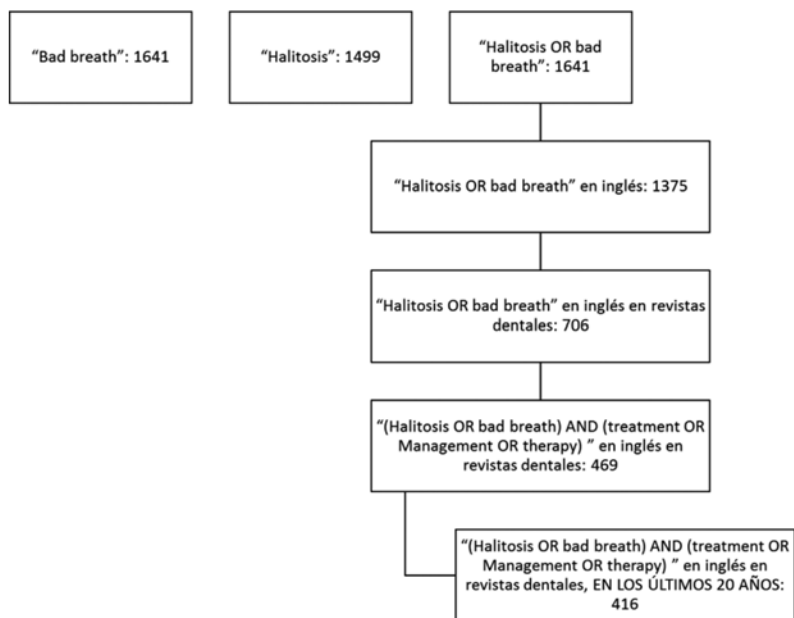 “Bad breath”: 1641
“Halitosis”: 1499
“Halitosis OR bad
breath”: 1641
“Halitosis OR bad breath” en inglés: 1375
“Halitosis OR bad breath” en inglés en revistas
dentales: 706
“(Halitosis OR bad breath) AND (treatment OR
Management OR therapy) ” en inglés en
revistas dentales: 469
“(Halitosis OR bad breath) AND (treatment OR
Management OR therapy) ” en inglés en
revistas dentales, EN LOS ÚLTIMOS 20 AÑOS:
416